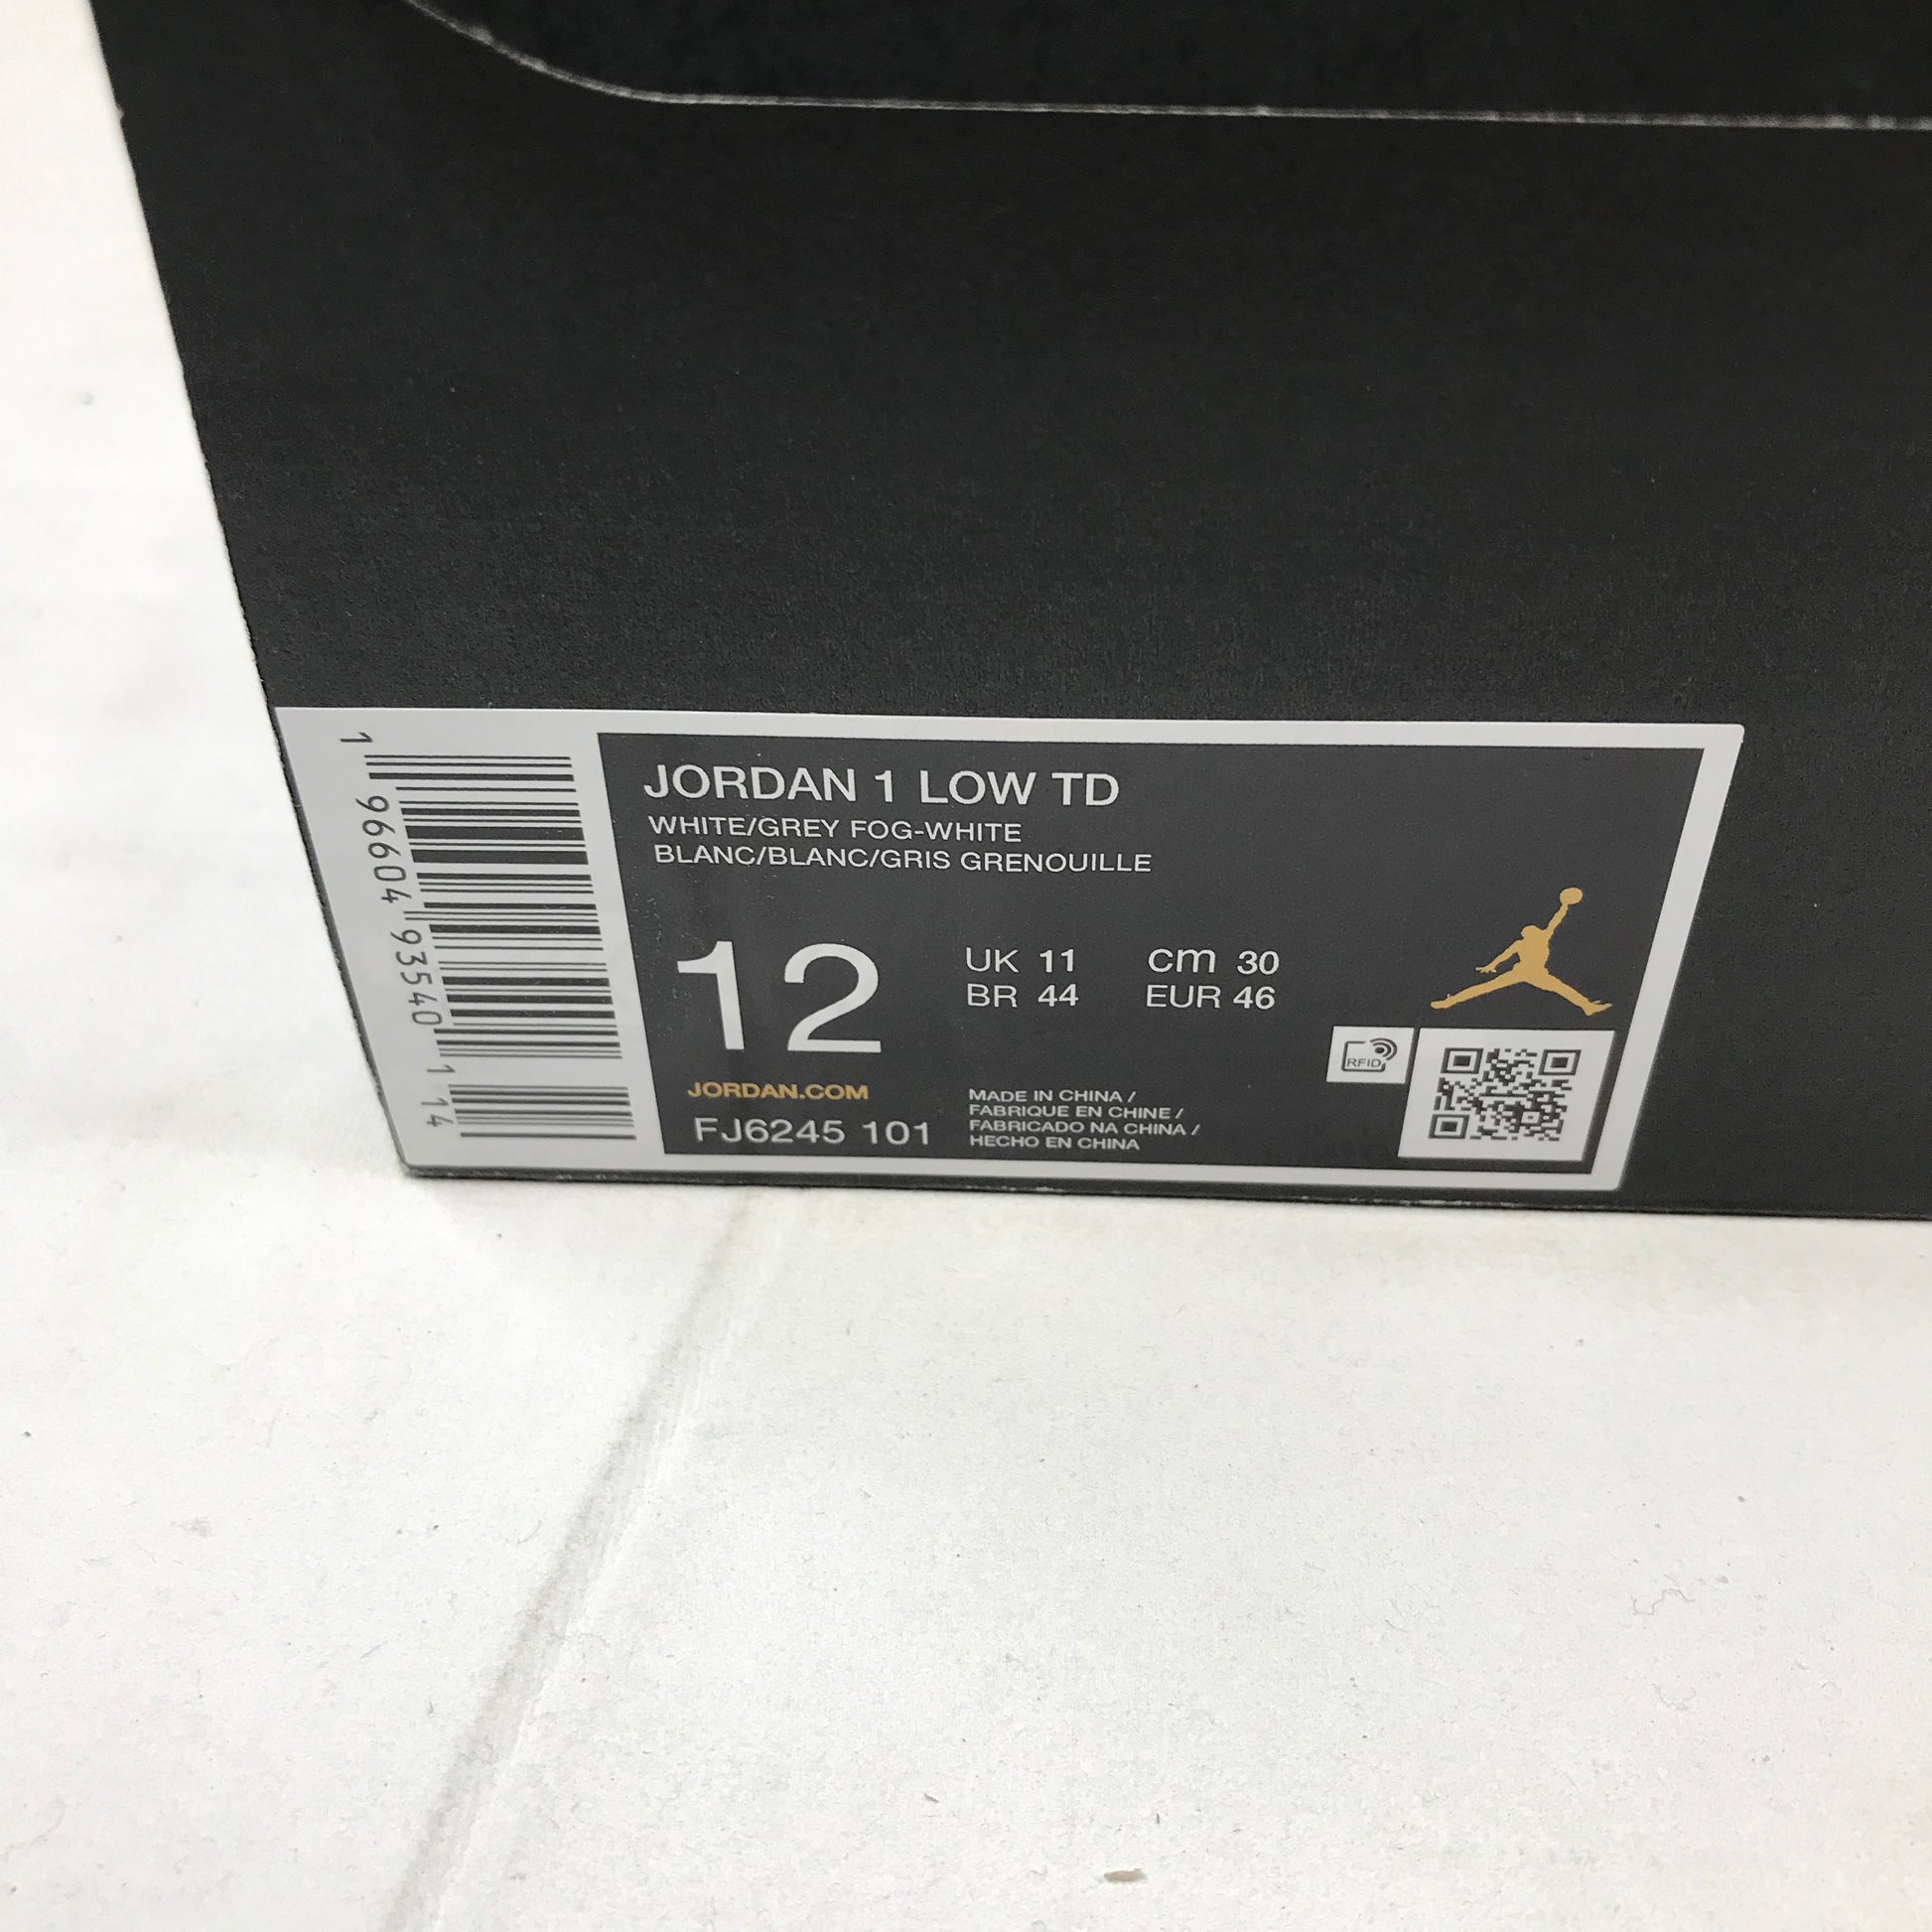 JORDAN 1 LOW TD
WHITE/GREY FOG-WHITE
BLANC/BLANC/GRIS GRENOUILLE
12
UK 11 cm 30
BR 44 EUR 46
JORDAN.COM
FJ6245 101
MADE IN CHINA /
FABRIQUE EN CHINE /
FABRICADO NA CHINA /
HECHO EN CHINA
RFID
1 96604 93540 1 14